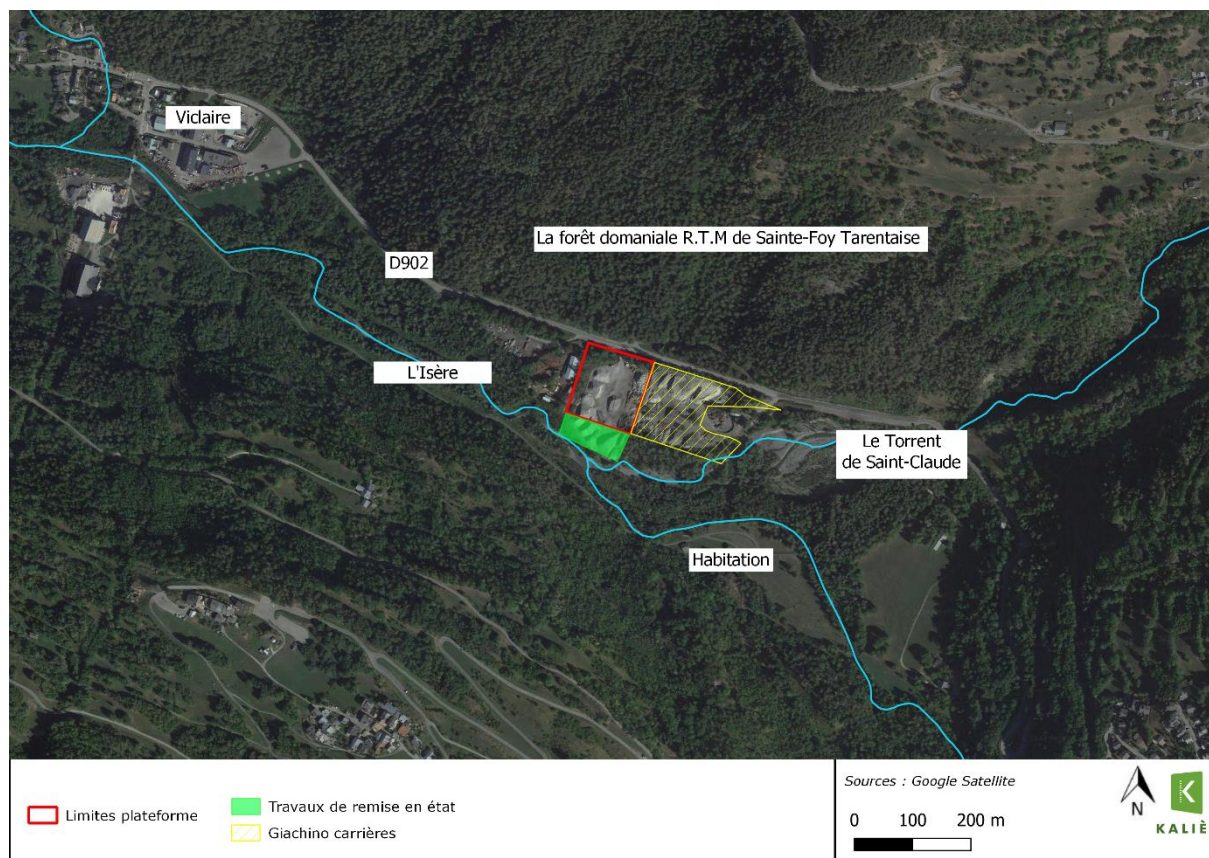 Viclaire
La forêt domaniale R.T.M de Sainte-Foy Tarentaise
D902
L'Isère
Le Torrent
de Saint-Claude
Habitation
Limites plateforme
Travaux de remise en état
Giachino carrières
Sources : Google Satellite
0 100 200 m
N
K
KALIÈ